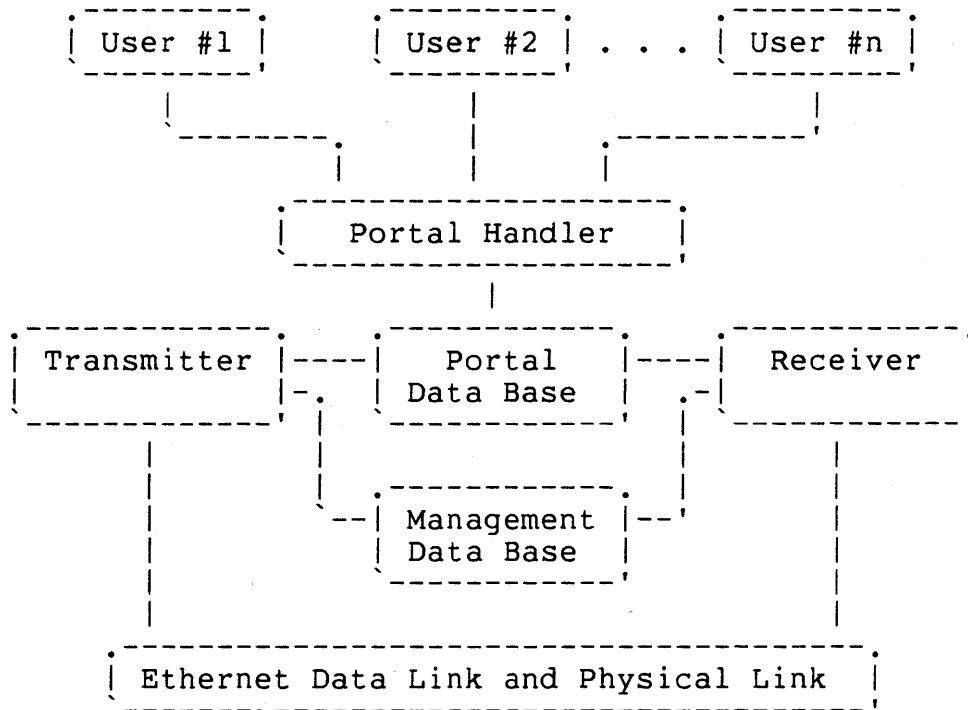 User #1 User #2 . . . User #n
Portal Handler
Transmitter Portal Receiver
Data Base
Management
Data Base
Ethernet Data Link and Physical Link